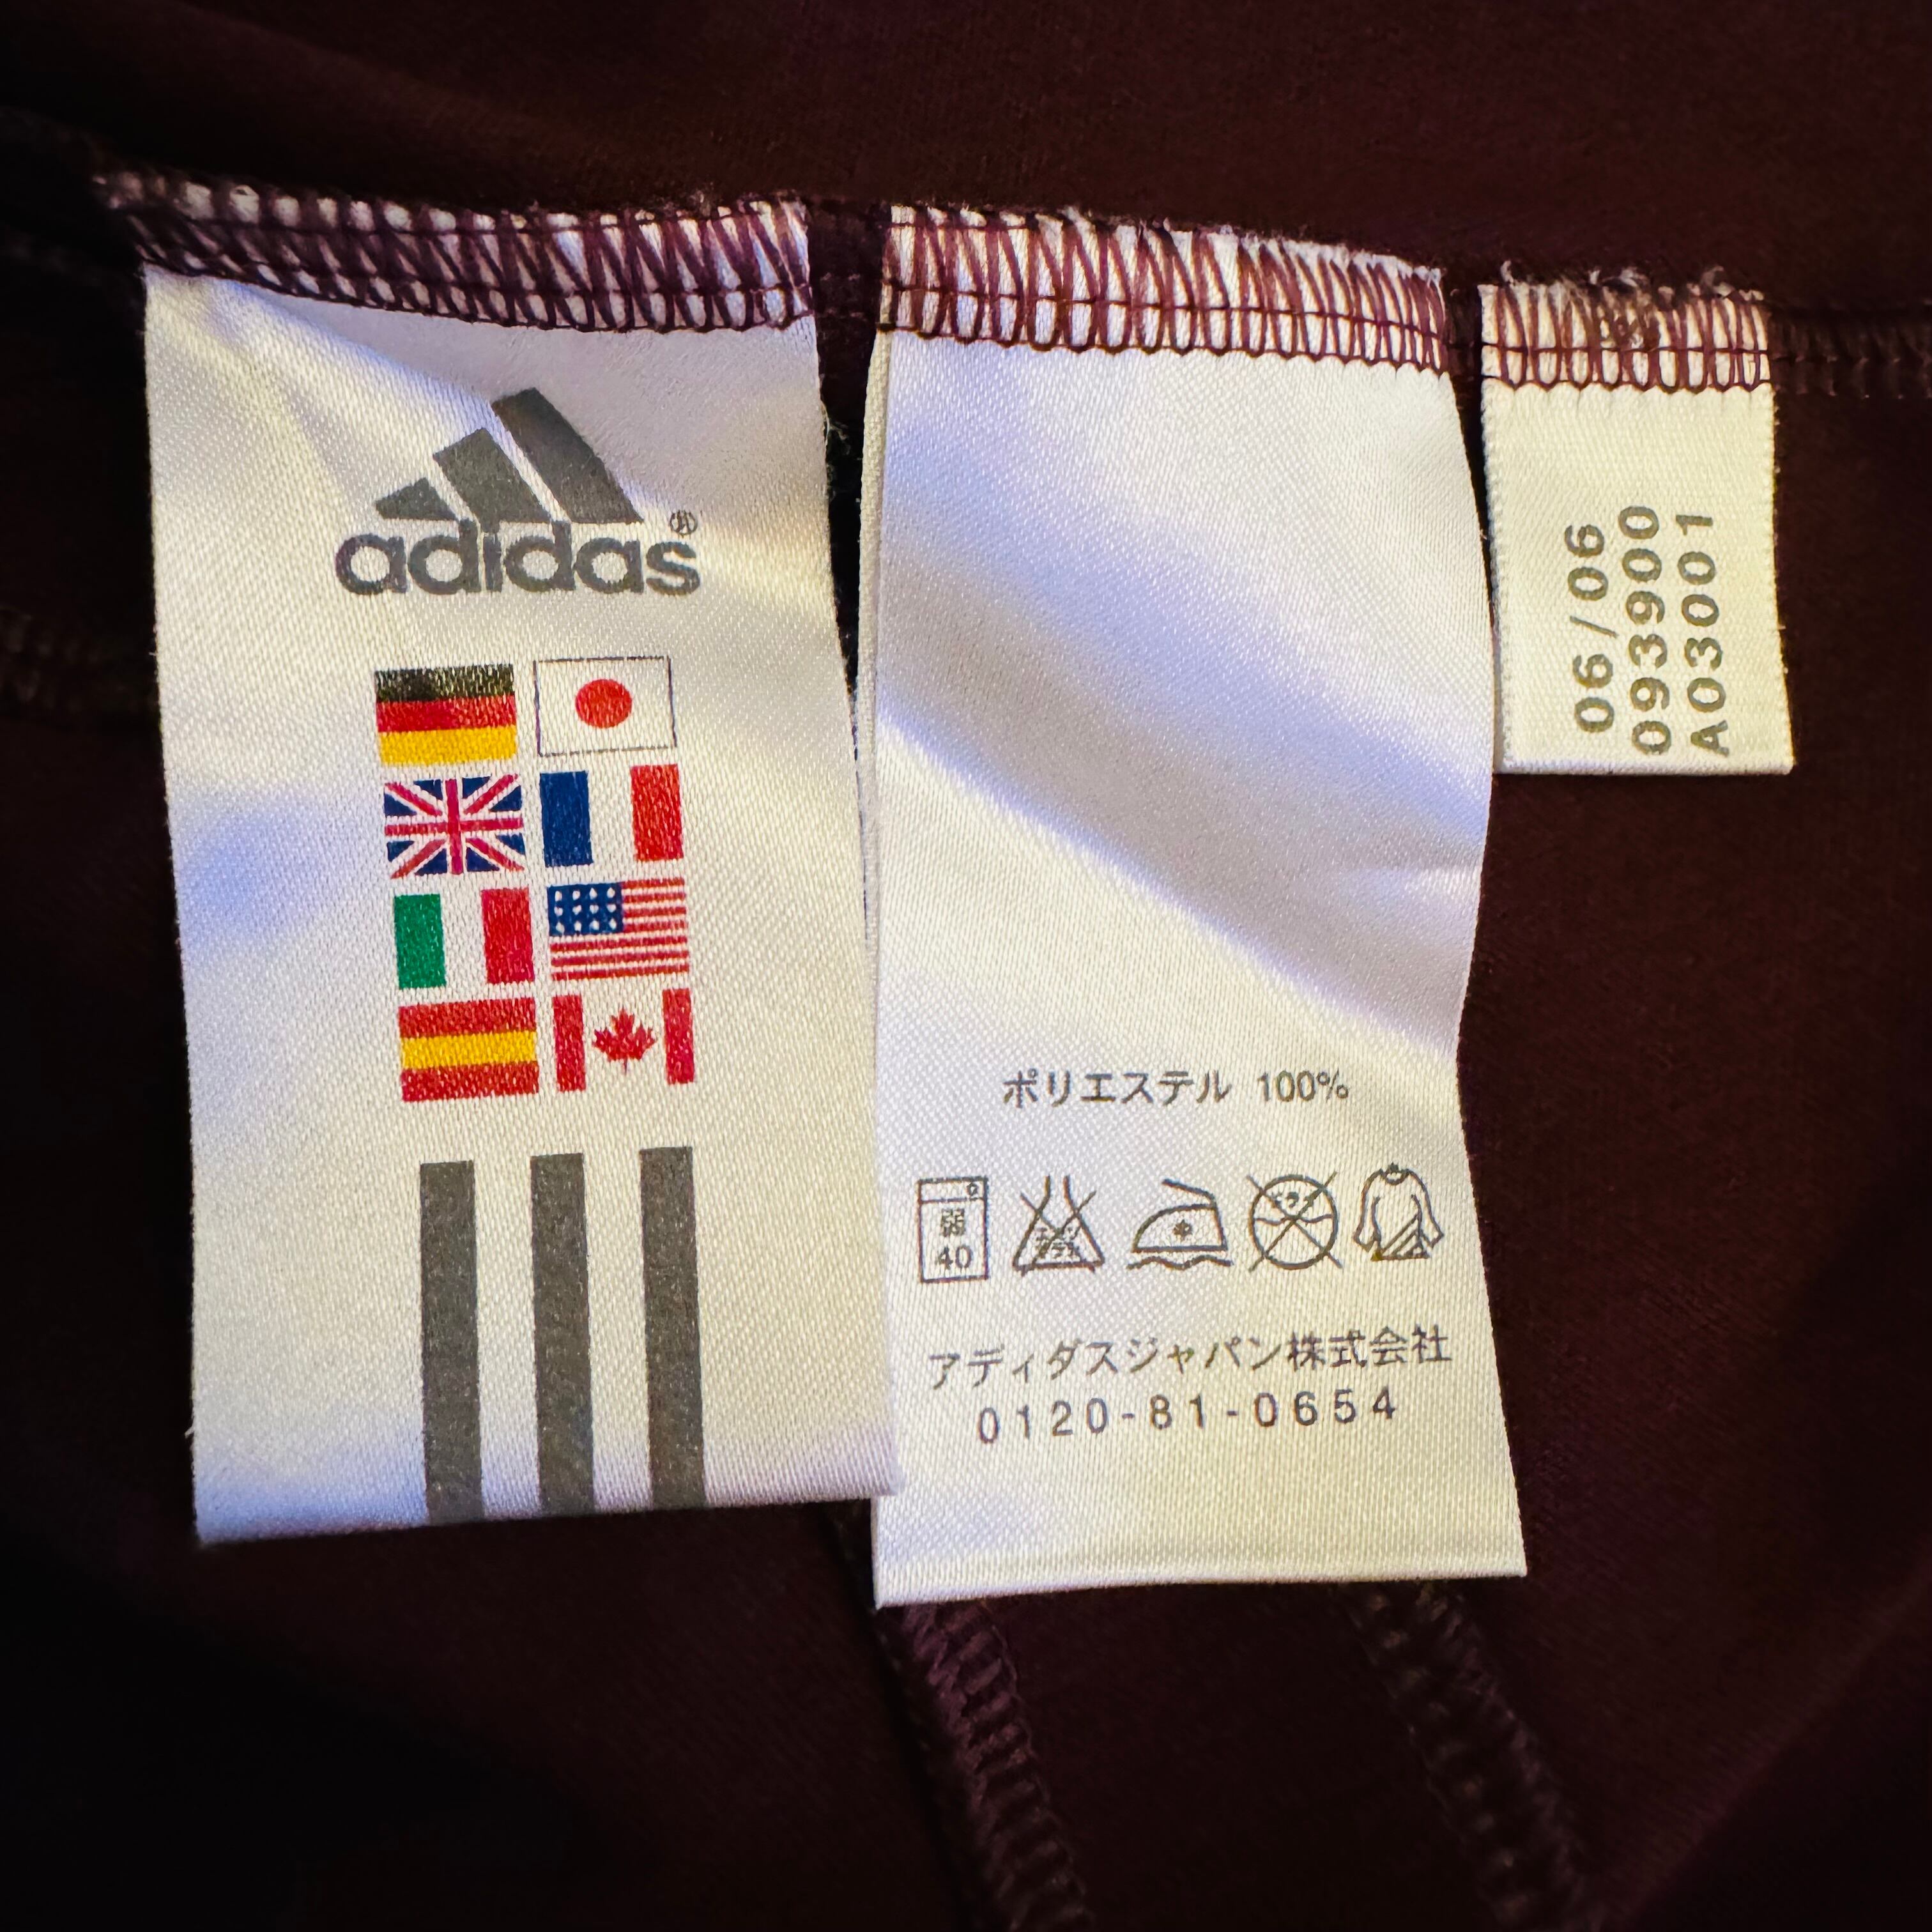 adidas®
ポリエステル 100%
弱
40
アディダスジャパン株式会社
0120-81-0654
06/06
093900
A03001